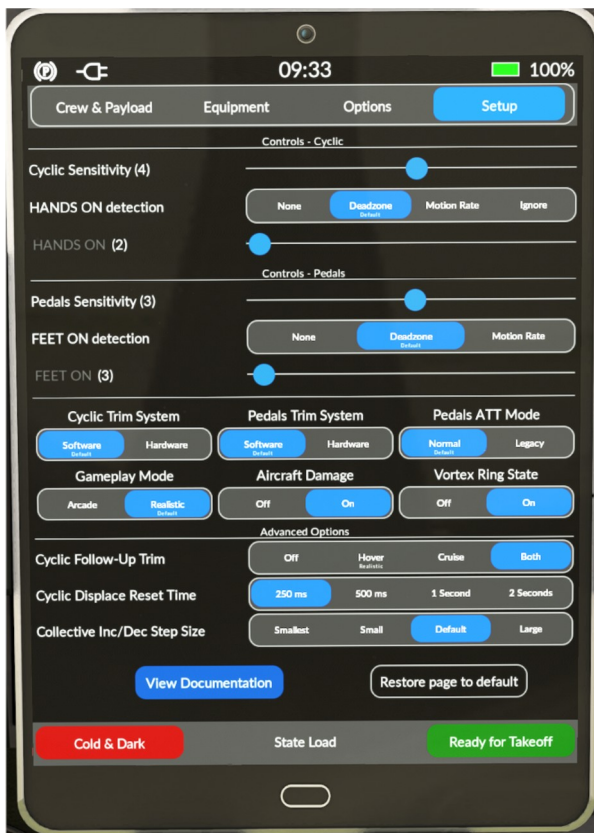 09:33
100%
Crew & Payload Equipment Options Setup
Controls - Cyclic
Cyclic Sensitivity (4)
HANDS ON detection None Deadzone Default Motion Rate Ignore
HANDS ON (2)
Controls - Pedals
Pedals Sensitivity (3)
FEET ON detection None Deadzone Default Motion Rate
FEET ON (3)
Cyclic Trim System Pedals Trim System Pedals ATT Mode
Software Default Hardware Software Default Hardware Normal Default Legacy
Gameplay Mode Aircraft Damage Vortex Ring State
Arcade Realistic Default Off On Off On
Advanced Options
Cyclic Follow-Up Trim Off Hover Realistic Cruise Both
Cyclic Displace Reset Time 250 ms 500 ms 1 Second 2 Seconds
Collective Inc/Dec Step Size Smallest Small Default Large
View Documentation Restore page to default
Cold & Dark State Load Ready for Takeoff